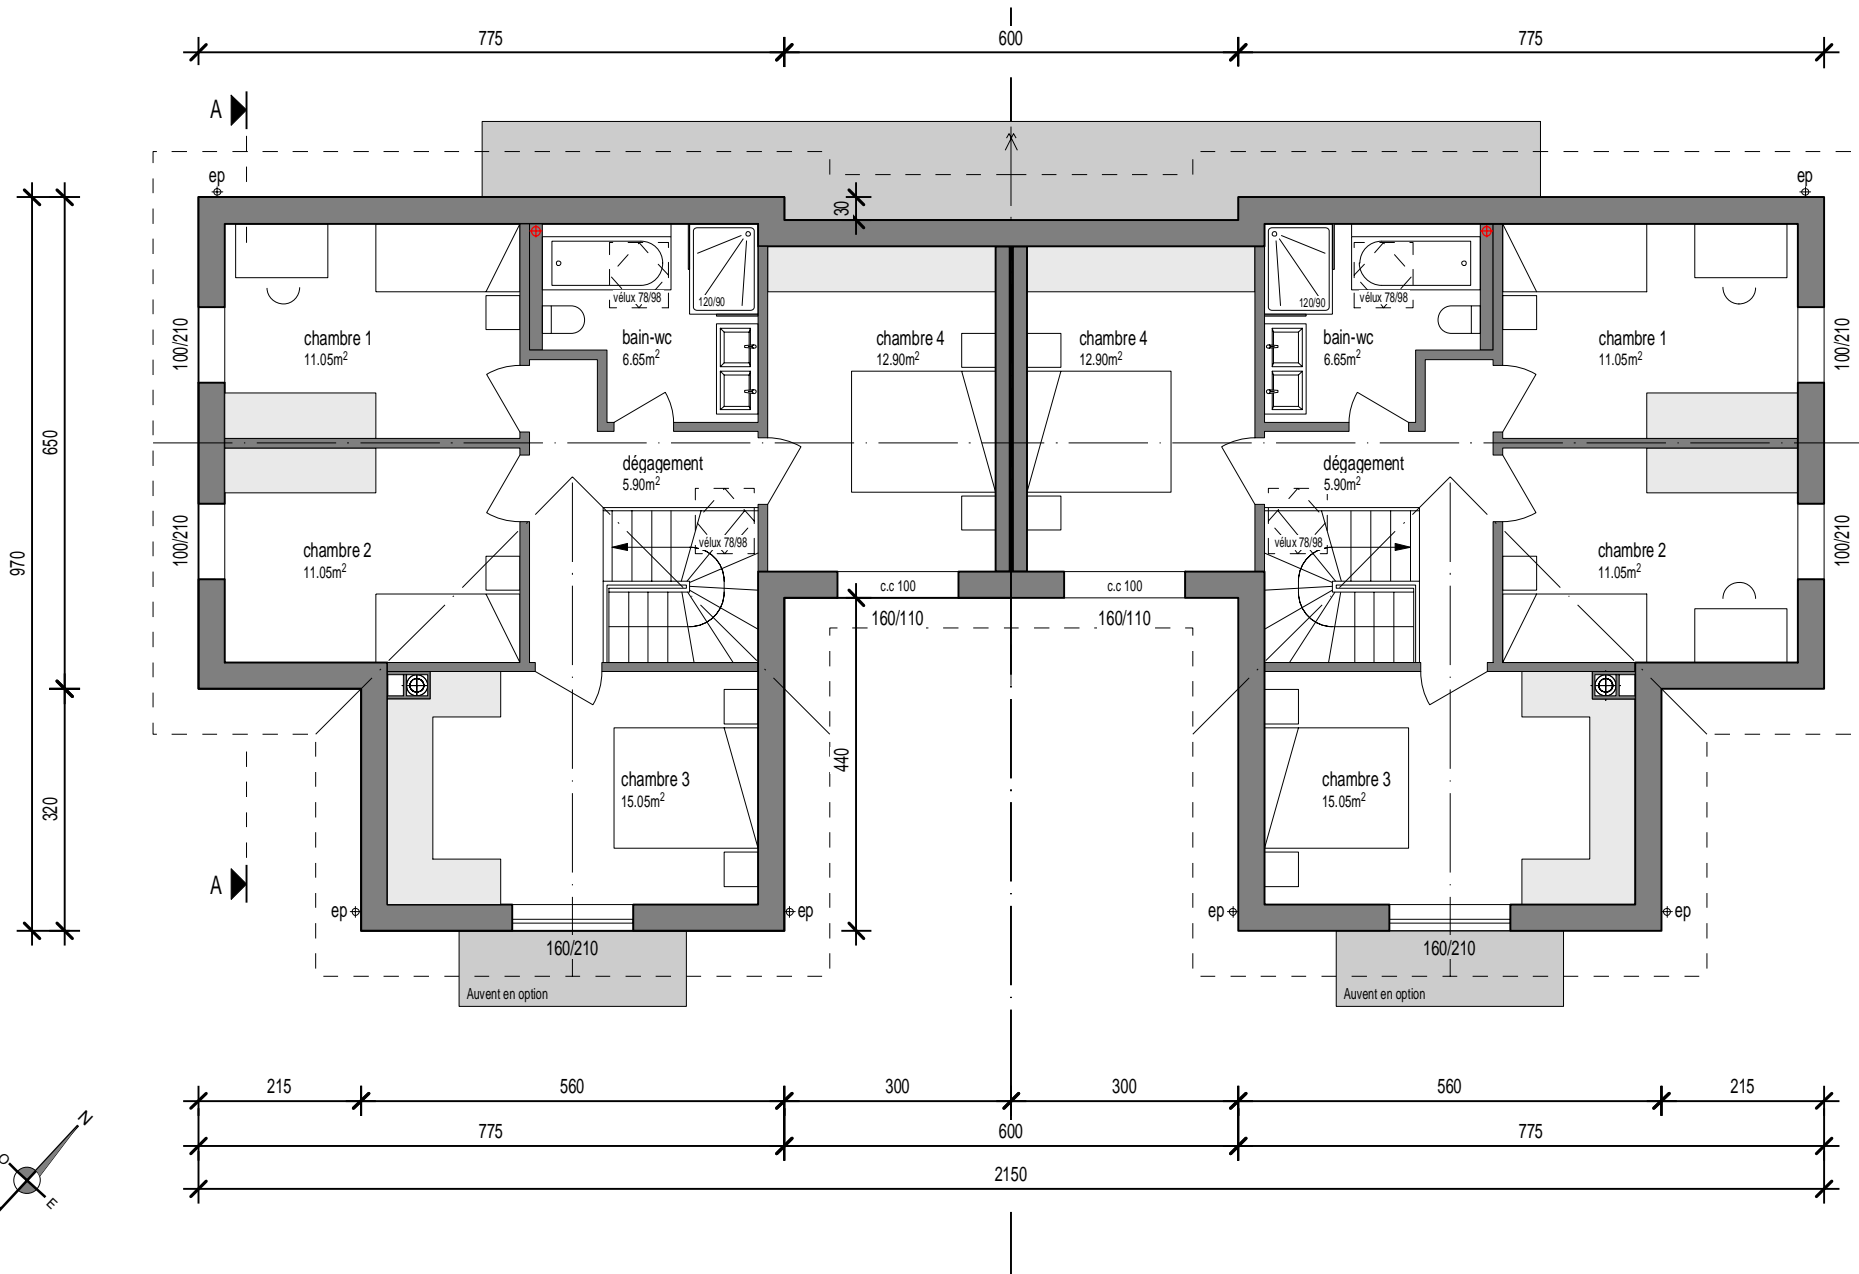 775
600
775
A
ep
ep
30
vélux 78/98
120/90
120/90
vélux 78/98
100/210
chambre 1
11.05m²
bain-wc
6.65m²
chambre 4
12.90m²
chambre 4
12.90m²
bain-wc
6.65m²
chambre 1
11.05m²
100/210
970
650
dégagement
5.90m²
dégagement
5.90m²
100/210
chambre 2
11.05m²
vélux 78/98
vélux 78/98
chambre 2
11.05m²
100/210
c.c 100
c.c 100
160/110
160/110
320
440
chambre 3
15.05m²
chambre 3
15.05m²
A
ep
ep
ep
ep
160/210
160/210
Auvent en option
Auvent en option
215
560
300
300
560
215
775
600
775
2150
N
O
E